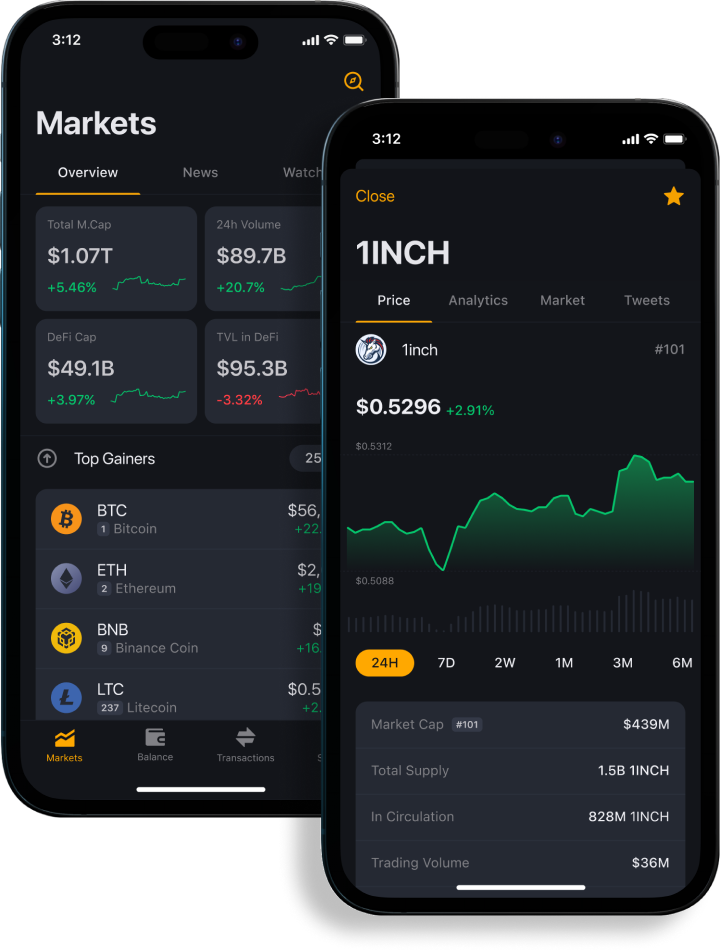 3:12
Markets
Overview News Watch
Total M.Cap
$1.07T
+5.46%
24h Volume
$89.7B
+20.7%
DeFi Cap
$49.1B
+3.97%
TVL in DeFi
$95.3B
-3.32%
Top Gainers 25
BTC $56,
1 Bitcoin +22.
ETH $2,
2 Ethereum +19
BNB $
9 Binance Coin +16.
LTC $0.5
237 Litecoin +2.
Markets Balance Transactions S
3:12
Close
1INCH
Price Analytics Market Tweets
1inch #101
$0.5296 +2.91%
$0.5312
$0.5088
24H 7D 2W 1M 3M 6M
Market Cap #101 $439M
Total Supply 1.5B 1INCH
In Circulation 828M 1INCH
Trading Volume $36M